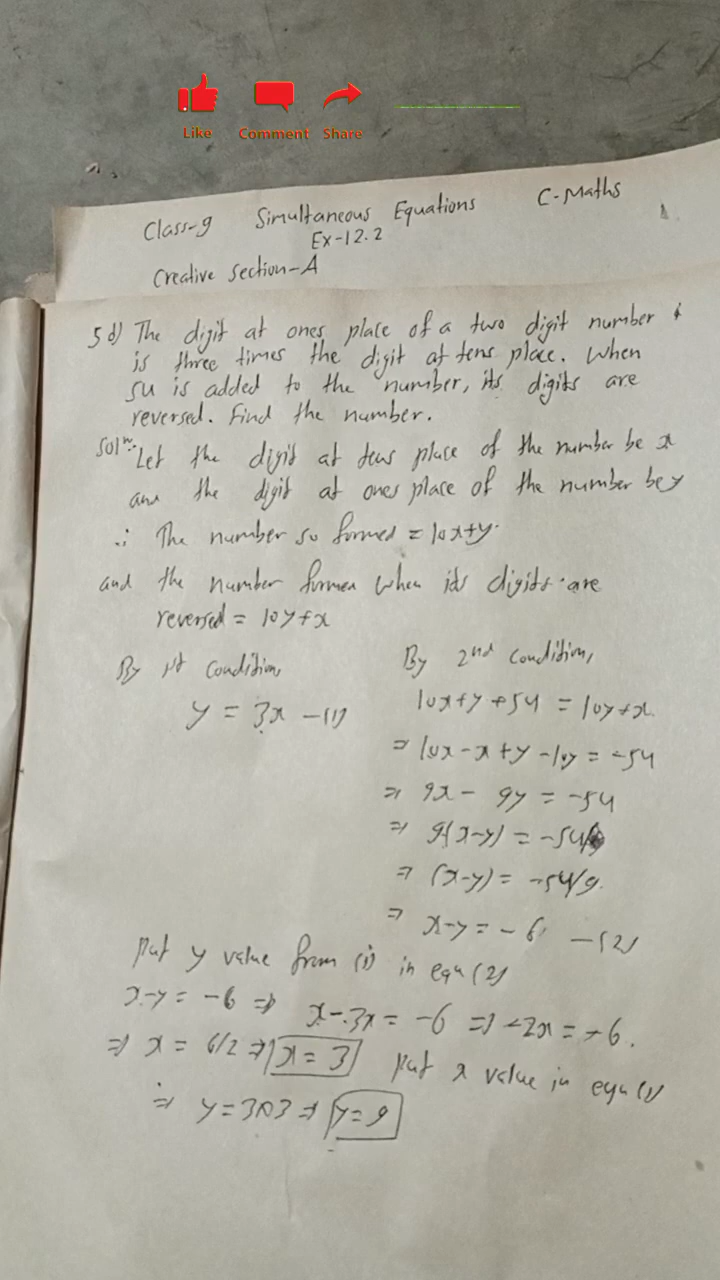 Like Comment Share
Class-9 Simultaneous Equations C-Maths
Ex-12.2
Creative section-A
5 d) The digit at ones place of a two digit number
is three times the digit at tens place. When
54 is added to the number, its digits are
reversed. Find the number.
Solⁿ: Let the digit at tens place of the number be x
and the digit at ones place of the number be y
∴ The number so formed = 10x+y.
and the number formed when its digits are
reversed = 10y+x
By 1st condition,
y = 3x -(1)
By 2nd condition,
10x+y+54 = 10y+x.
⇒ 10x-x+y-10y = -54
⇒ 9x - 9y = -54
⇒ 9(x-y) = -54
⇒ (x-y) = -54/9.
⇒ x-y = -6 -(2)
put y value from (1) in eqn (2)
x-y = -6 ⇒ x-3x = -6 ⇒ -2x = -6.
⇒ x = 6/2 ⇒ x = 3 put x value in eqn (1)
⇒ y = 3x3 ⇒ y = 9